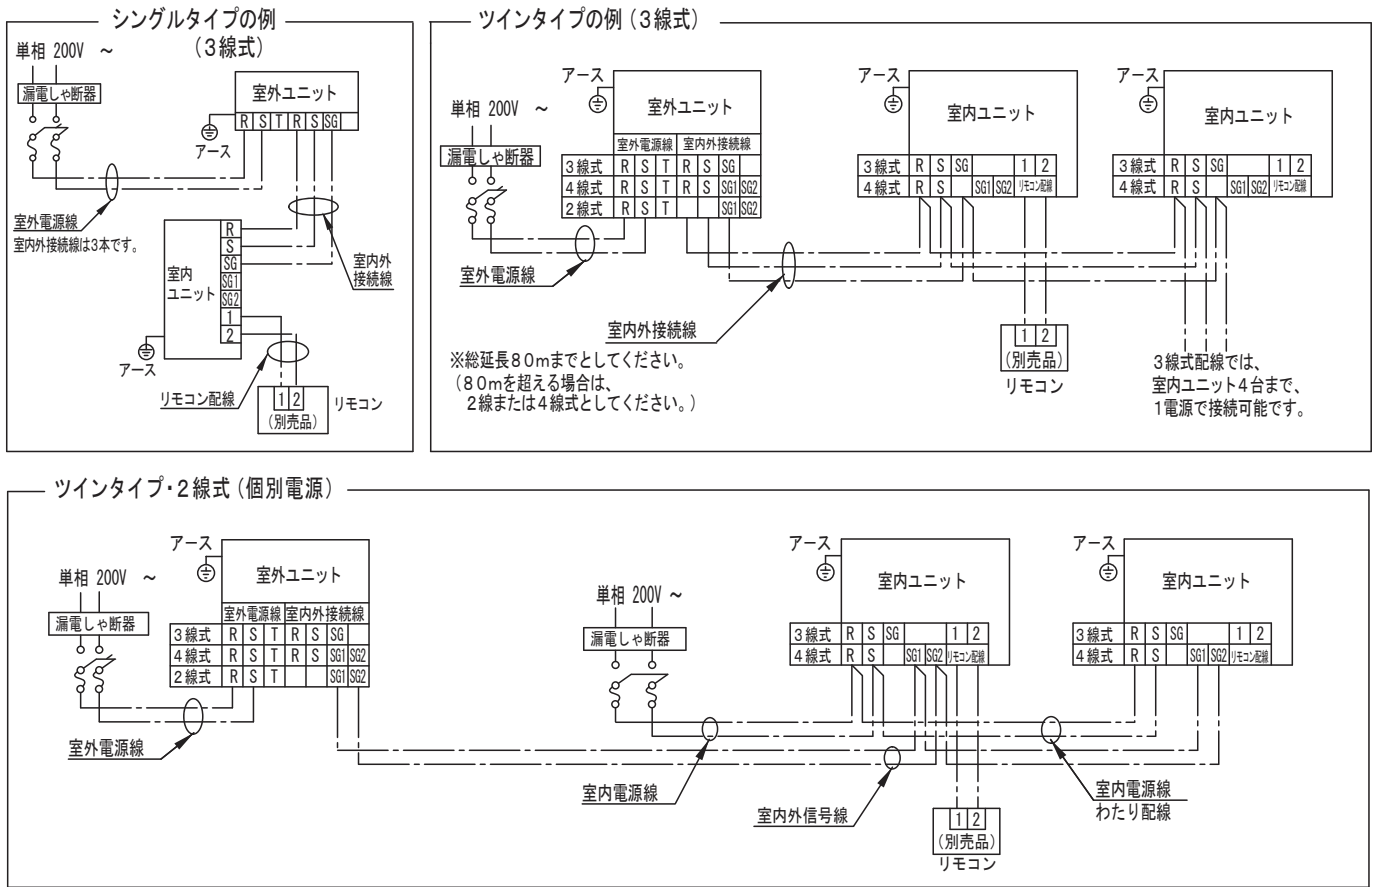 シングルタイプの例
（3線式）
単相 200V ～
漏電しゃ断器
室外ユニット
R S T R S SG
アース
室外電源線
室内外接続線は3本です。
室内外
接続線
室内
ユニット
R
S
SG
SG1
SG2
1
2
アース
リモコン配線
1 2
（別売品）
リモコン
ツインタイプの例（3線式）
単相 200V ～
漏電しゃ断器
アース
室外ユニット
室外電源線 室内外接続線
3線式 R S T R S SG
4線式 R S T R S SG1 SG2
2線式 R S T SG1 SG2
室外電源線
室内外接続線
※総延長80mまでとしてください。
（80mを超える場合は、
2線または4線式としてください。）
アース
室内ユニット
3線式 R S SG 1 2
4線式 R S SG1 SG2 リモコン配線
1 2
（別売品）
リモコン
アース
室内ユニット
3線式 R S SG 1 2
4線式 R S SG1 SG2 リモコン配線
3線式配線では、
室内ユニット4台まで、
1電源で接続可能です。
ツインタイプ・2線式（個別電源）
単相 200V ～
漏電しゃ断器
アース
室外ユニット
室外電源線 室内外接続線
3線式 R S T R S SG
4線式 R S T R S SG1 SG2
2線式 R S T SG1 SG2
室外電源線
単相 200V ～
漏電しゃ断器
アース
室内ユニット
3線式 R S SG 1 2
4線式 R S SG1 SG2 リモコン配線
アース
室内ユニット
3線式 R S SG 1 2
4線式 R S SG1 SG2 リモコン配線
室内電源線
室内外信号線
室内電源線
わたり配線
1 2
（別売品）
リモコン